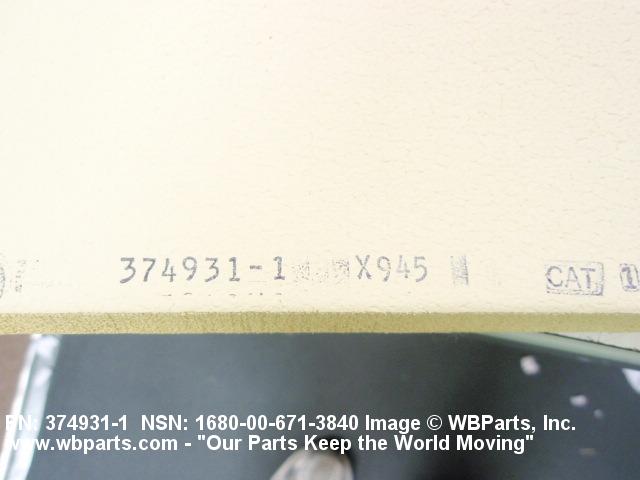 374931-1 X945
CAT. 1
PN: 374931-1 NSN: 1680-00-671-3840 Image © WBParts, Inc.
www.wbparts.com - "Our Parts Keep the World Moving"